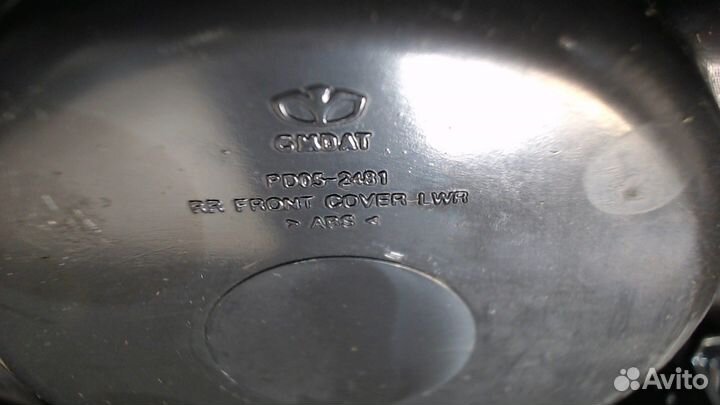 GMDAT
PD05-2481
RR FRONT COVER-LWR
> ABS <
Avito